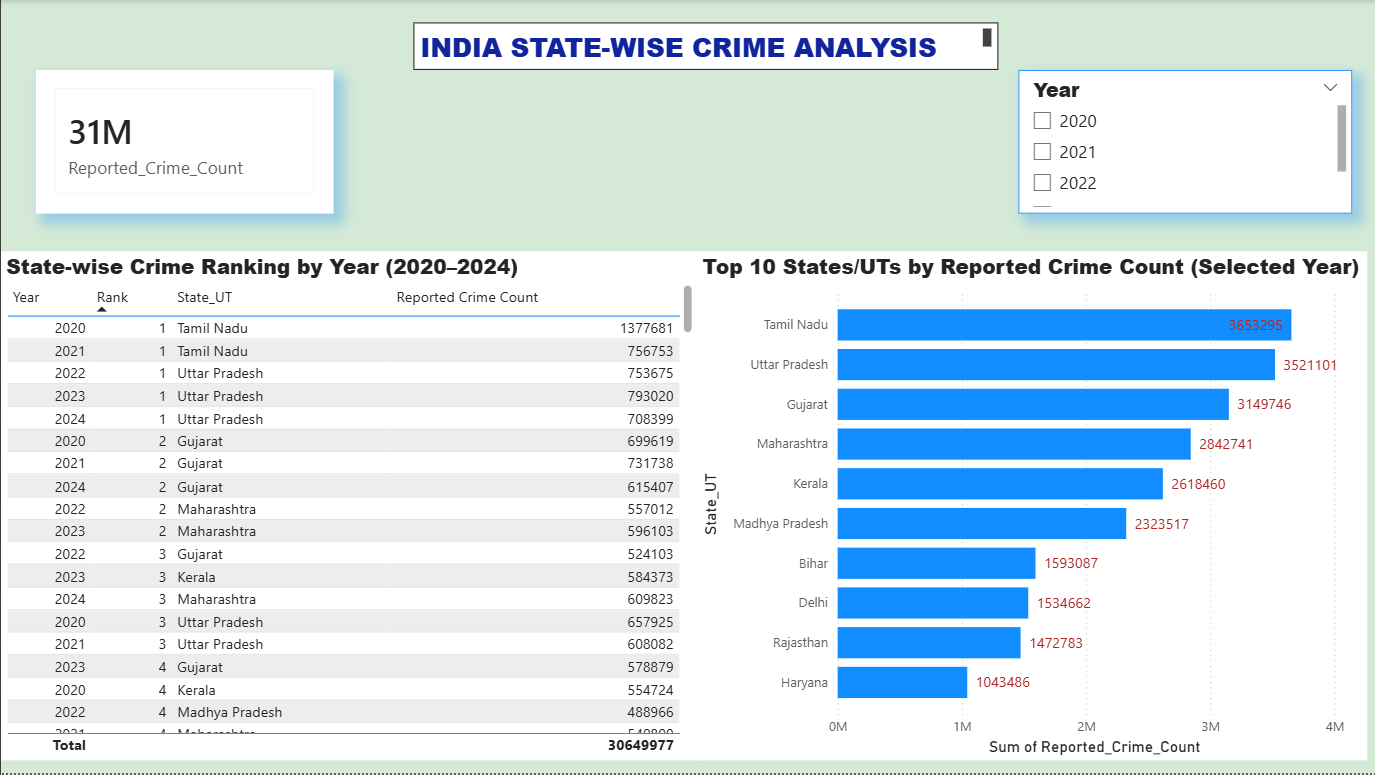 INDIA STATE-WISE CRIME ANALYSIS
31M
Reported_Crime_Count
Year
2020
2021
2022
State-wise Crime Ranking by Year (2020–2024)
Year Rank State_UT Reported Crime Count
2020 1 Tamil Nadu 1377681
2021 1 Tamil Nadu 756753
2022 1 Uttar Pradesh 753675
2023 1 Uttar Pradesh 793020
2024 1 Uttar Pradesh 708399
2020 2 Gujarat 699619
2021 2 Gujarat 731738
2024 2 Gujarat 615407
2022 2 Maharashtra 557012
2023 2 Maharashtra 596103
2022 3 Gujarat 524103
2023 3 Kerala 584373
2024 3 Maharashtra 609823
2020 3 Uttar Pradesh 657925
2021 3 Uttar Pradesh 608082
2023 4 Gujarat 578879
2020 4 Kerala 554724
2022 4 Madhya Pradesh 488966
2021 4 Maharashtra
Total 30649977
Top 10 States/UTs by Reported Crime Count (Selected Year)
State_UT
Tamil Nadu 3653295
Uttar Pradesh 3521101
Gujarat 3149746
Maharashtra 2842741
Kerala 2618460
Madhya Pradesh 2323517
Bihar 1593087
Delhi 1534662
Rajasthan 1472783
Haryana 1043486
0M 1M 2M 3M 4M
Sum of Reported_Crime_Count